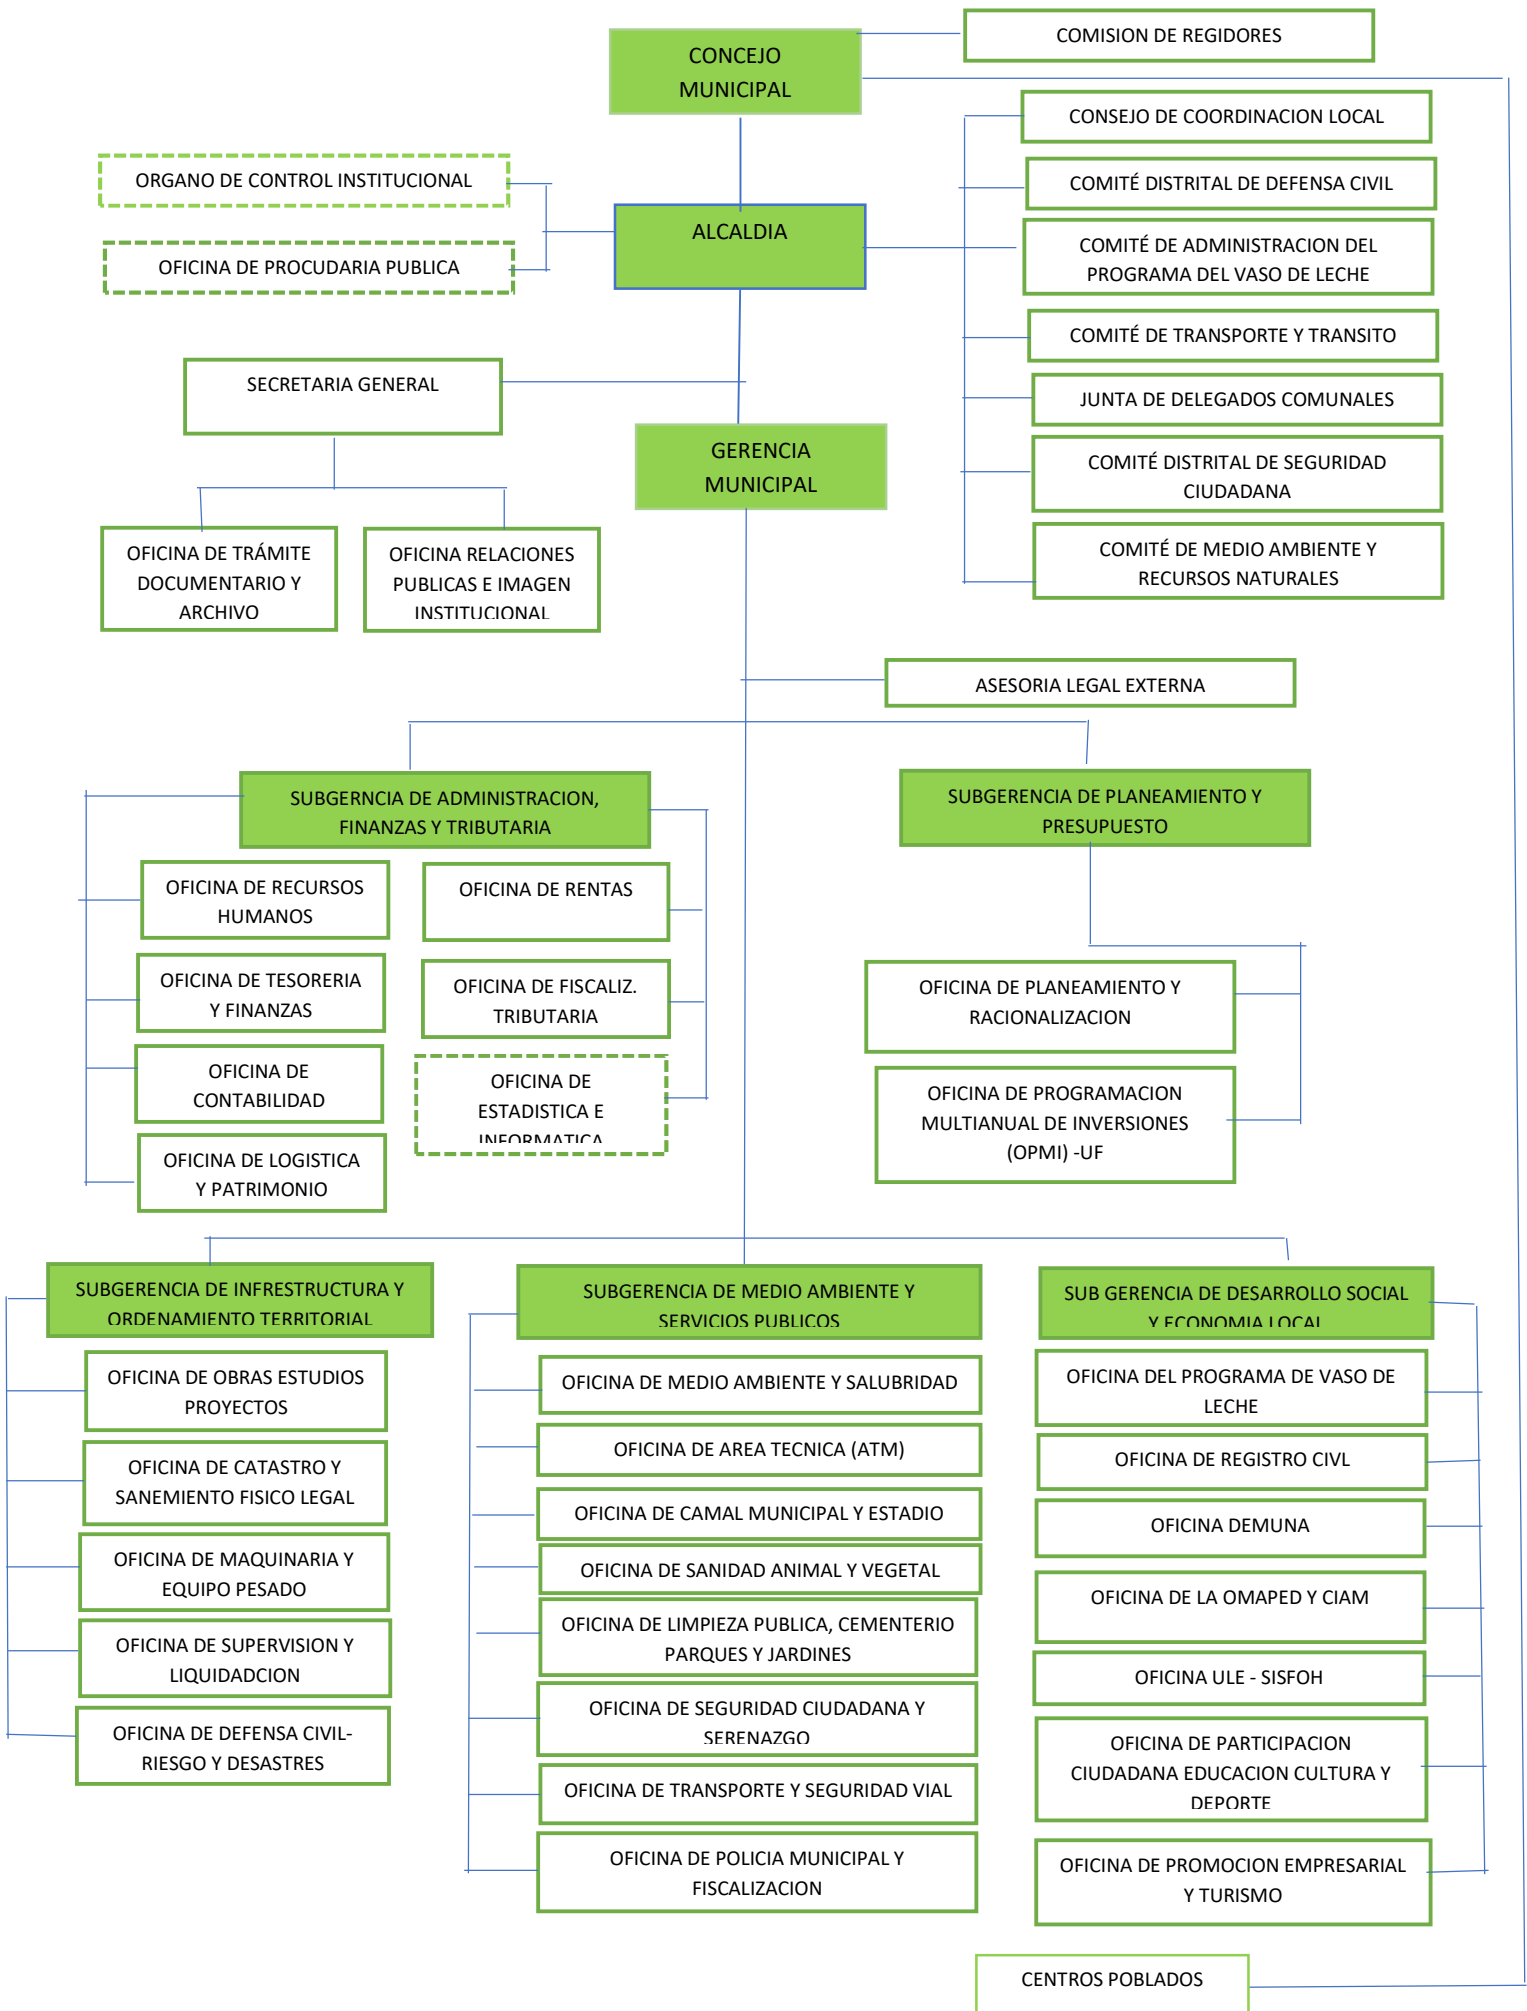 CONCEJO
MUNICIPAL
COMISION DE REGIDORES
CONSEJO DE COORDINACION LOCAL
COMITÉ DISTRITAL DE DEFENSA CIVIL
COMITÉ DE ADMINISTRACION DEL
PROGRAMA DEL VASO DE LECHE
COMITÉ DE TRANSPORTE Y TRANSITO
JUNTA DE DELEGADOS COMUNALES
COMITÉ DISTRITAL DE SEGURIDAD
CIUDADANA
COMITÉ DE MEDIO AMBIENTE Y
RECURSOS NATURALES
ORGANO DE CONTROL INSTITUCIONAL
OFICINA DE PROCUDARIA PUBLICA
ALCALDIA
SECRETARIA GENERAL
GERENCIA
MUNICIPAL
OFICINA DE TRÁMITE
DOCUMENTARIO Y
ARCHIVO
OFICINA RELACIONES
PUBLICAS E IMAGEN
INSTITUCIONAL
ASESORIA LEGAL EXTERNA
SUBGERNCIA DE ADMINISTRACION,
FINANZAS Y TRIBUTARIA
OFICINA DE RECURSOS
HUMANOS
OFICINA DE TESORERIA
Y FINANZAS
OFICINA DE
CONTABILIDAD
OFICINA DE LOGISTICA
Y PATRIMONIO
OFICINA DE RENTAS
OFICINA DE FISCALIZ.
TRIBUTARIA
OFICINA DE
ESTADISTICA E
INFORMATICA
SUBGERENCIA DE PLANEAMIENTO Y
PRESUPUESTO
OFICINA DE PLANEAMIENTO Y
RACIONALIZACION
OFICINA DE PROGRAMACION
MULTIANUAL DE INVERSIONES
(OPMI) -UF
SUBGERENCIA DE INFRESTRUCTURA Y
ORDENAMIENTO TERRITORIAL
OFICINA DE OBRAS ESTUDIOS
PROYECTOS
OFICINA DE CATASTRO Y
SANEMIENTO FISICO LEGAL
OFICINA DE MAQUINARIA Y
EQUIPO PESADO
OFICINA DE SUPERVISION Y
LIQUIDADCION
OFICINA DE DEFENSA CIVIL-
RIESGO Y DESASTRES
SUBGERENCIA DE MEDIO AMBIENTE Y
SERVICIOS PUBLICOS
OFICINA DE MEDIO AMBIENTE Y SALUBRIDAD
OFICINA DE AREA TECNICA (ATM)
OFICINA DE CAMAL MUNICIPAL Y ESTADIO
OFICINA DE SANIDAD ANIMAL Y VEGETAL
OFICINA DE LIMPIEZA PUBLICA, CEMENTERIO
PARQUES Y JARDINES
OFICINA DE SEGURIDAD CIUDADANA Y
SERENAZGO
OFICINA DE TRANSPORTE Y SEGURIDAD VIAL
OFICINA DE POLICIA MUNICIPAL Y
FISCALIZACION
SUB GERENCIA DE DESARROLLO SOCIAL
Y ECONOMIA LOCAL
OFICINA DEL PROGRAMA DE VASO DE
LECHE
OFICINA DE REGISTRO CIVL
OFICINA DEMUNA
OFICINA DE LA OMAPED Y CIAM
OFICINA ULE - SISFOH
OFICINA DE PARTICIPACION
CIUDADANA EDUCACION CULTURA Y
DEPORTE
OFICINA DE PROMOCION EMPRESARIAL
Y TURISMO
CENTROS POBLADOS